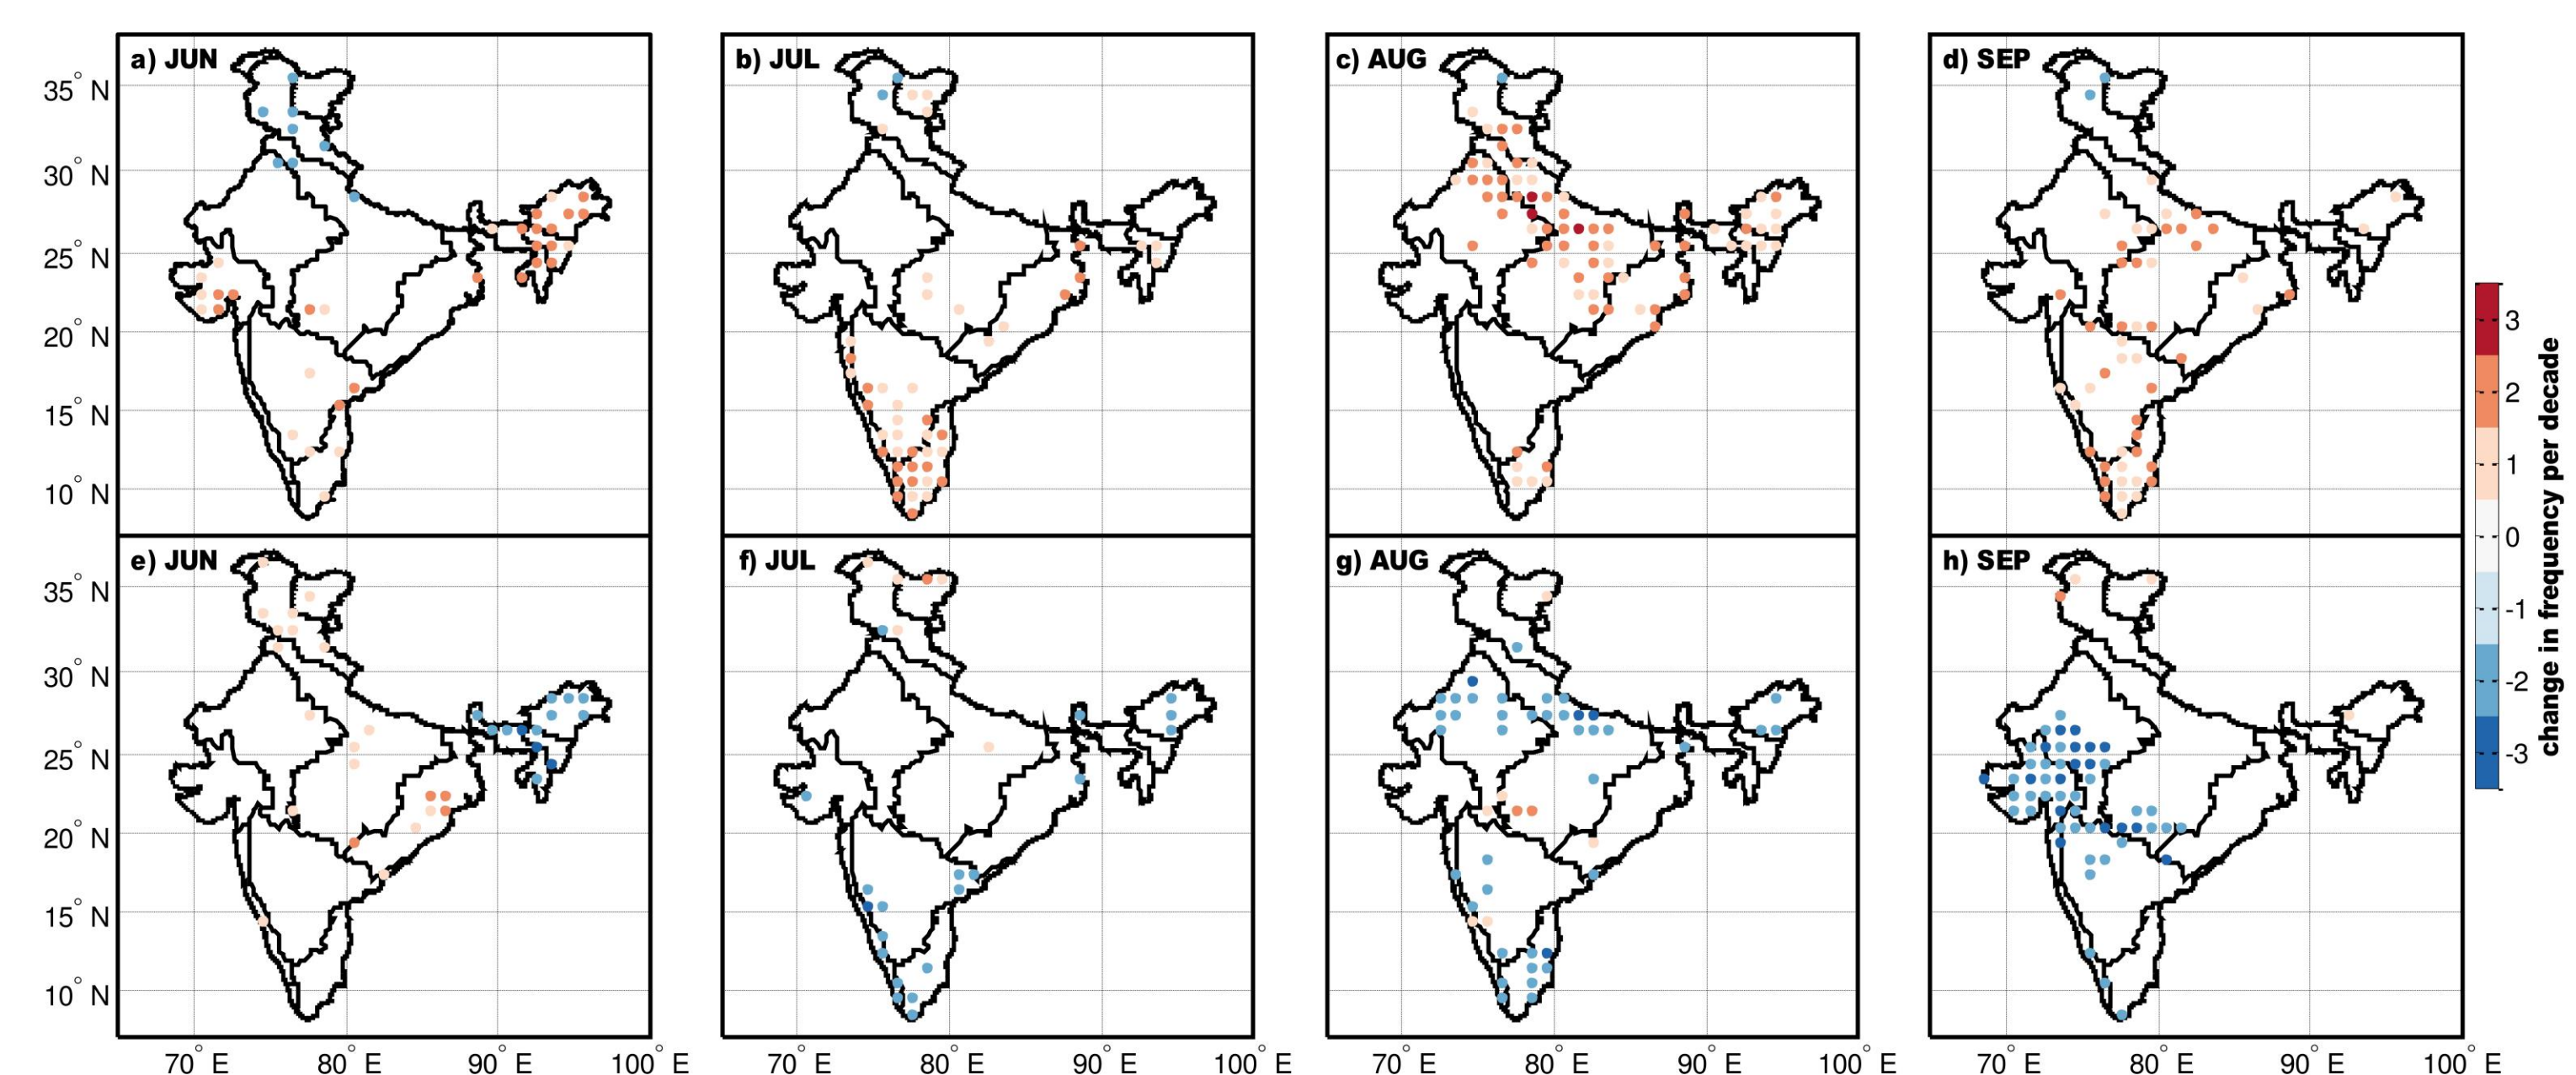 a) JUN
b) JUL
c) AUG
d) SEP
35° N
30° N
25° N
20° N
15° N
10° N
e) JUN
f) JUL
g) AUG
h) SEP
35° N
30° N
25° N
20° N
15° N
10° N
70° E 80° E 90° E 100° E
70° E 80° E 90° E 100° E
70° E 80° E 90° E 100° E
70° E 80° E 90° E 100° E
3
2
1
0
-1
-2
-3
change in frequency per decade